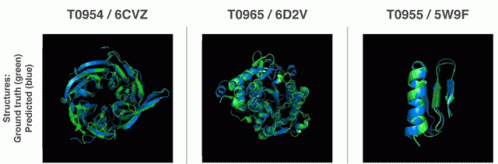 T0954 / 6CVZ
T0965 / 6D2V
T0955 / 5W9F
Structures:
Ground truth (green)
Predicted (blue)